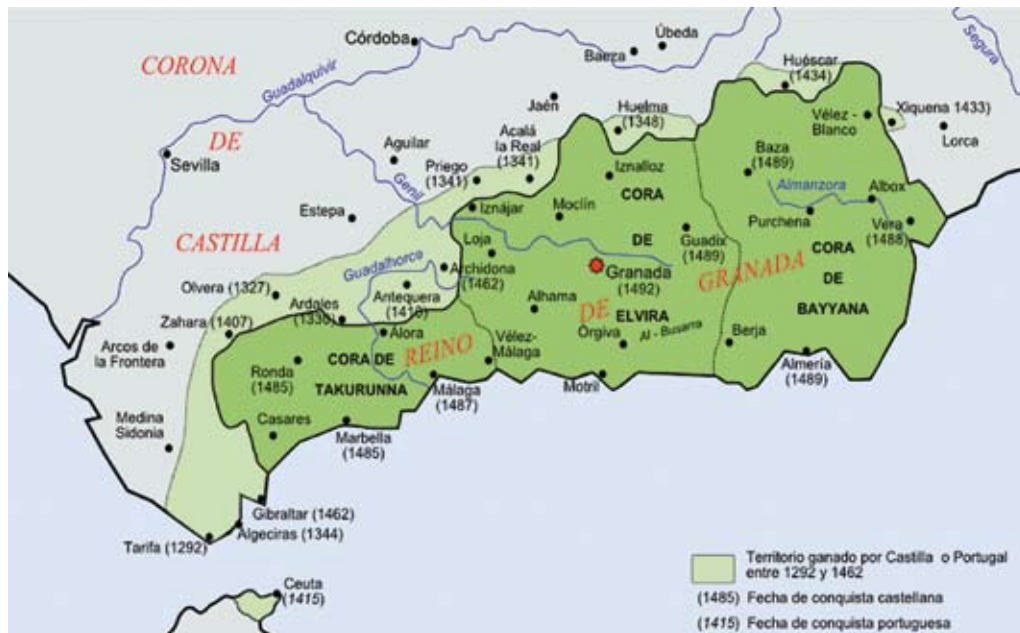 CORONA
DE
CASTILLA
Córdoba
Guadalquivir
Sevilla
Úbeda
Baeza
Segura
Huéscar
(1434)
Jaén
Huelma
(1348)
Vélez -
Blanco
Xiquena 1433)
Lorca
Aguilar
Acalá
la Real
(1341)
Priego
(1341)
Genil
Estepa
Iznájar
Iznalloz
Moclín
CORA
DE
ELVIRA
Baza
(1489)
Almanzora
Albox
Purchena
Vera
(1488)
Guadix
(1489)
CORA
DE
BAYYANA
Loja
Guadalhorce
Archidona
(1462)
Granada
(1492)
REINO
DE
GRANADA
Olvera (1327)
Ardales
(1336)
Antequera
(1410)
Alhama
Órgiva
Al - Busarra
Berja
Zahara (1407)
Álora
Vélez-
Málaga
Arcos de
la Frontera
Ronda
(1485)
CORA DE
TAKURUNNA
Málaga
(1487)
Motril
Almería
(1489)
Medina
Sidonia
Casares
Marbella
(1485)
Gibraltar (1462)
Algeciras (1344)
Tarifa (1292)
Ceuta
(1415)
Territorio ganado por Castilla o Portugal
entre 1292 y 1462
(1485) Fecha de conquista castellana
(1415) Fecha de conquista portuguesa